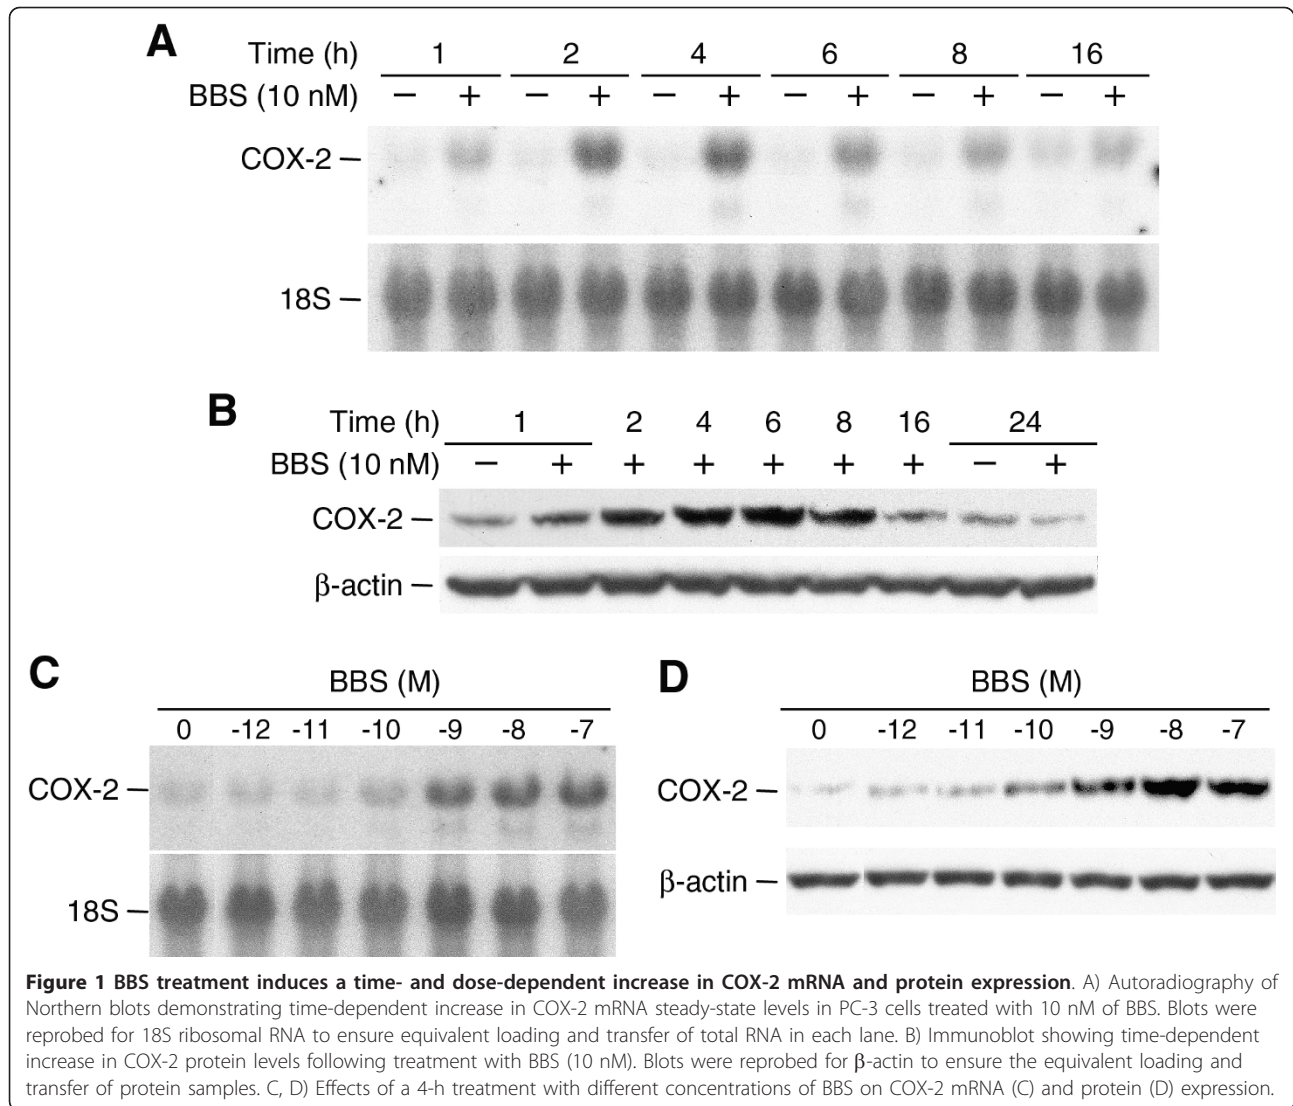 A
Time (h) 1 2 4 6 8 16
BBS (10 nM) − + − + − + − + − + − +
COX-2
18S
B
Time (h) 1 2 4 6 8 16 24
BBS (10 nM) − + + + + + + − +
COX-2
β-actin
C
BBS (M)
0 -12 -11 -10 -9 -8 -7
COX-2
18S
D
BBS (M)
0 -12 -11 -10 -9 -8 -7
COX-2
β-actin
Figure 1 BBS treatment induces a time- and dose-dependent increase in COX-2 mRNA and protein expression. A) Autoradiography of
Northern blots demonstrating time-dependent increase in COX-2 mRNA steady-state levels in PC-3 cells treated with 10 nM of BBS. Blots were
reprobed for 18S ribosomal RNA to ensure equivalent loading and transfer of total RNA in each lane. B) Immunoblot showing time-dependent
increase in COX-2 protein levels following treatment with BBS (10 nM). Blots were reprobed for β-actin to ensure the equivalent loading and
transfer of protein samples. C, D) Effects of a 4-h treatment with different concentrations of BBS on COX-2 mRNA (C) and protein (D) expression.